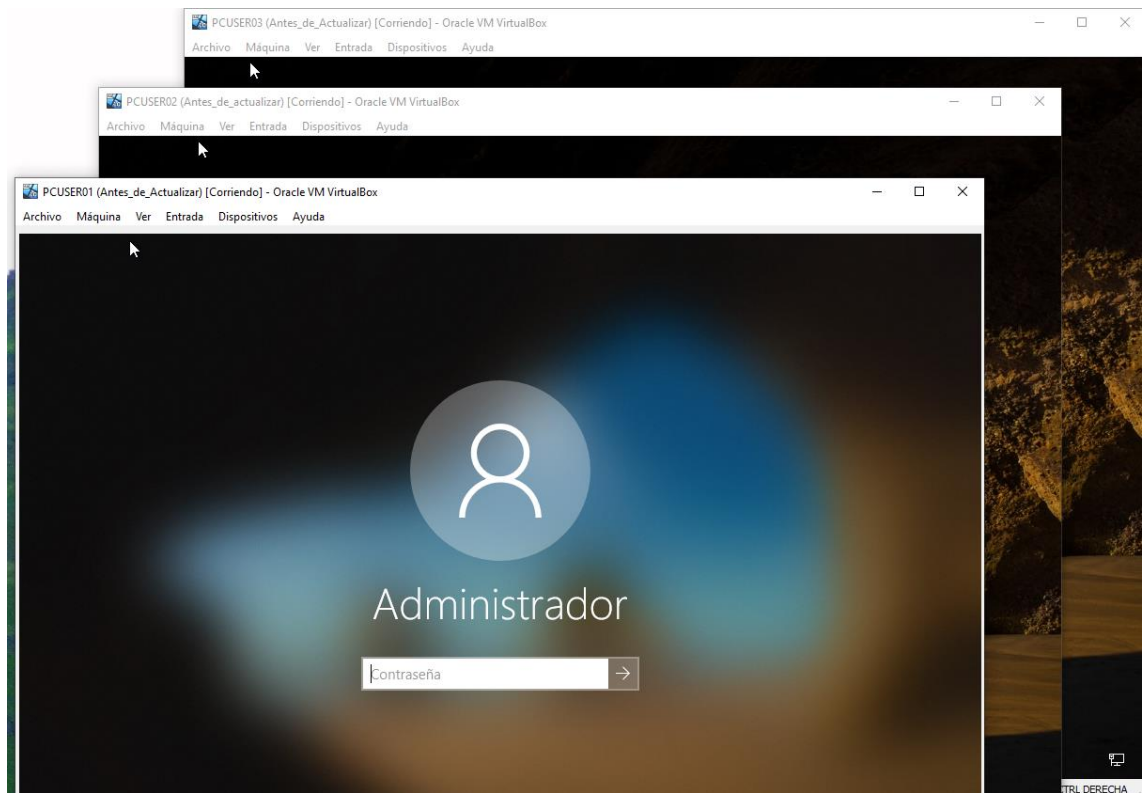 PCUSER03 (Antes_de_Actualizar) [Corriendo] - Oracle VM VirtualBox
Archivo Máquina Ver Entrada Dispositivos Ayuda
PCUSER02 (Antes_de_actualizar) [Corriendo] - Oracle VM VirtualBox
Archivo Máquina Ver Entrada Dispositivos Ayuda
PCUSER01 (Antes_de_Actualizar) [Corriendo] - Oracle VM VirtualBox
Archivo Máquina Ver Entrada Dispositivos Ayuda
Administrador
Contraseña
CTRL DERECHA